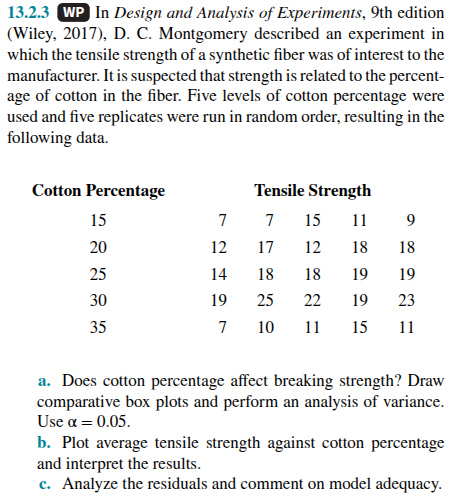 13.2.3 WP In Design and Analysis of Experiments, 9th edition
(Wiley, 2017), D. C. Montgomery described an experiment in
which the tensile strength of a synthetic fiber was of interest to the
manufacturer. It is suspected that strength is related to the percent-
age of cotton in the fiber. Five levels of cotton percentage were
used and five replicates were run in random order, resulting in the
following data.
Cotton Percentage Tensile Strength
15 7 7 15 11 9
20 12 17 12 18 18
25 14 18 18 19 19
30 19 25 22 19 23
35 7 10 11 15 11
a. Does cotton percentage affect breaking strength? Draw
comparative box plots and perform an analysis of variance.
Use α = 0.05.
b. Plot average tensile strength against cotton percentage
and interpret the results.
c. Analyze the residuals and comment on model adequacy.